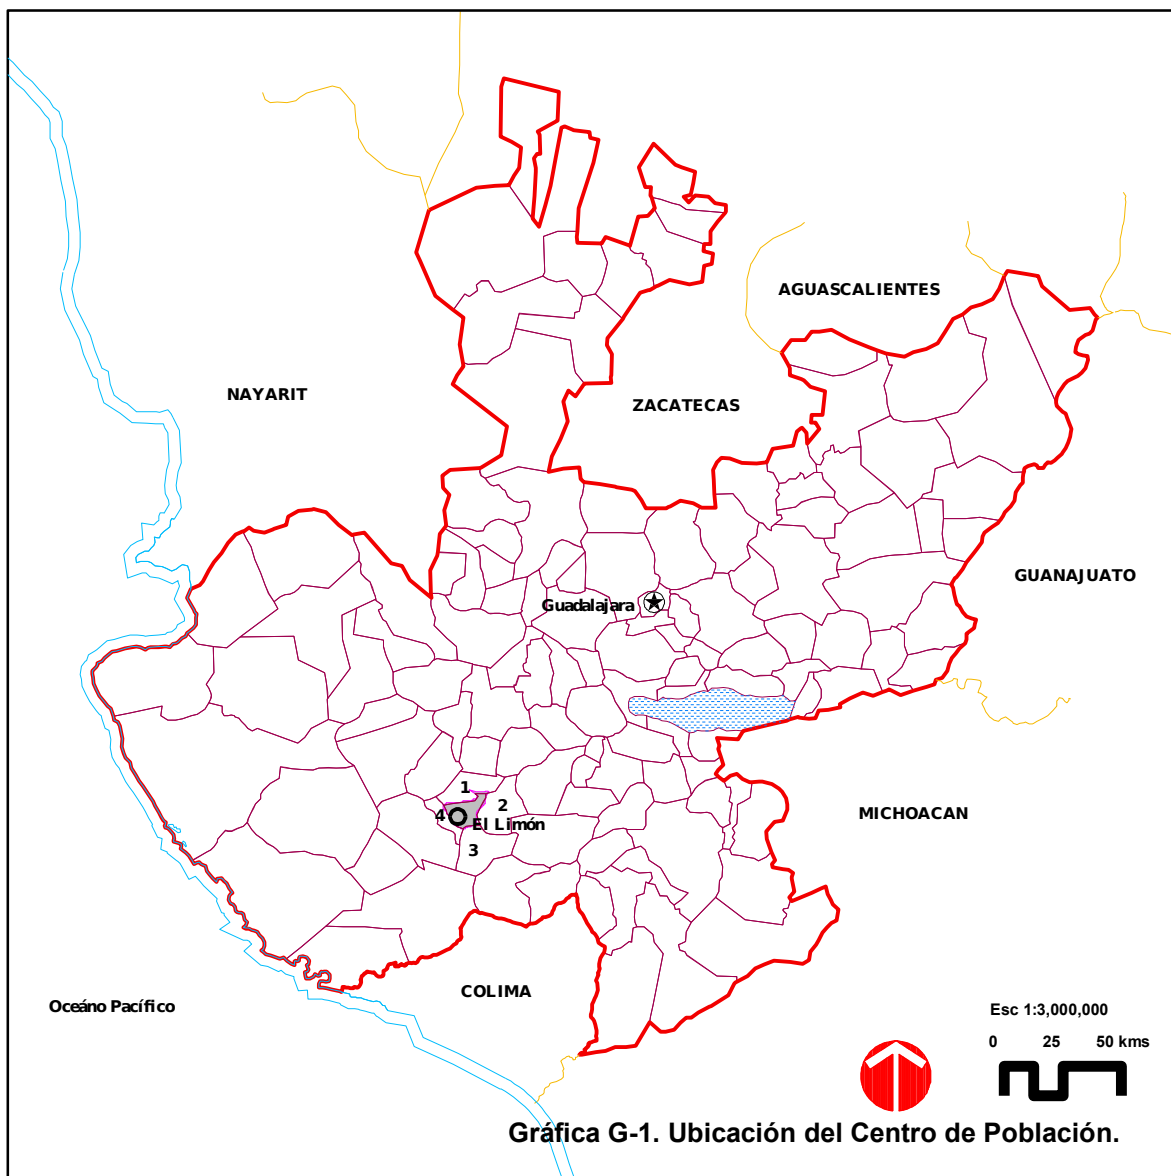 AGUASCALIENTES
NAYARIT
ZACATECAS
GUANAJUATO
Guadalajara
1
2
4
El Limón
3
MICHOACAN
COLIMA
Oceáno Pacífico
Esc 1:3,000,000
0 25 50 kms
Gráfica G-1. Ubicación del Centro de Población.